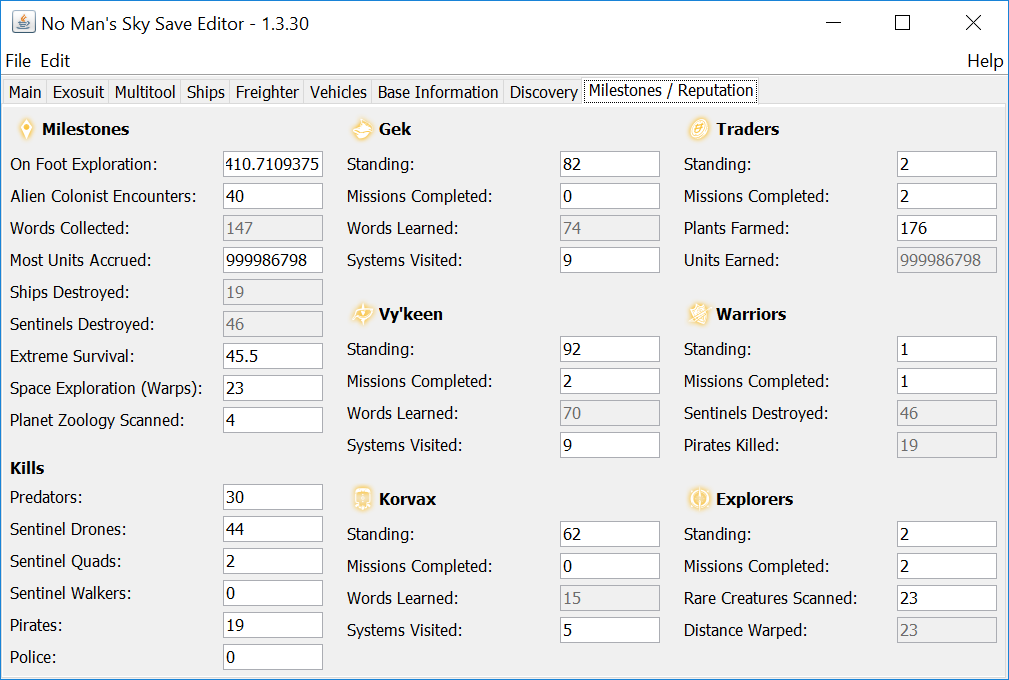 No Man's Sky Save Editor - 1.3.30
File Edit Help
Main Exosuit Multitool Ships Freighter Vehicles Base Information Discovery Milestones / Reputation
Milestones
On Foot Exploration: 410.7109375
Alien Colonist Encounters: 40
Words Collected: 147
Most Units Accrued: 999986798
Ships Destroyed: 19
Sentinels Destroyed: 46
Extreme Survival: 45.5
Space Exploration (Warps): 23
Planet Zoology Scanned: 4
Kills
Predators: 30
Sentinel Drones: 44
Sentinel Quads: 2
Sentinel Walkers: 0
Pirates: 19
Police: 0
Gek
Standing: 82
Missions Completed: 0
Words Learned: 74
Systems Visited: 9
Vy'keen
Standing: 92
Missions Completed: 2
Words Learned: 70
Systems Visited: 9
Korvax
Standing: 62
Missions Completed: 0
Words Learned: 15
Systems Visited: 5
Traders
Standing: 2
Missions Completed: 2
Plants Farmed: 176
Units Earned: 999986798
Warriors
Standing: 1
Missions Completed: 1
Sentinels Destroyed: 46
Pirates Killed: 19
Explorers
Standing: 2
Missions Completed: 2
Rare Creatures Scanned: 23
Distance Warped: 23